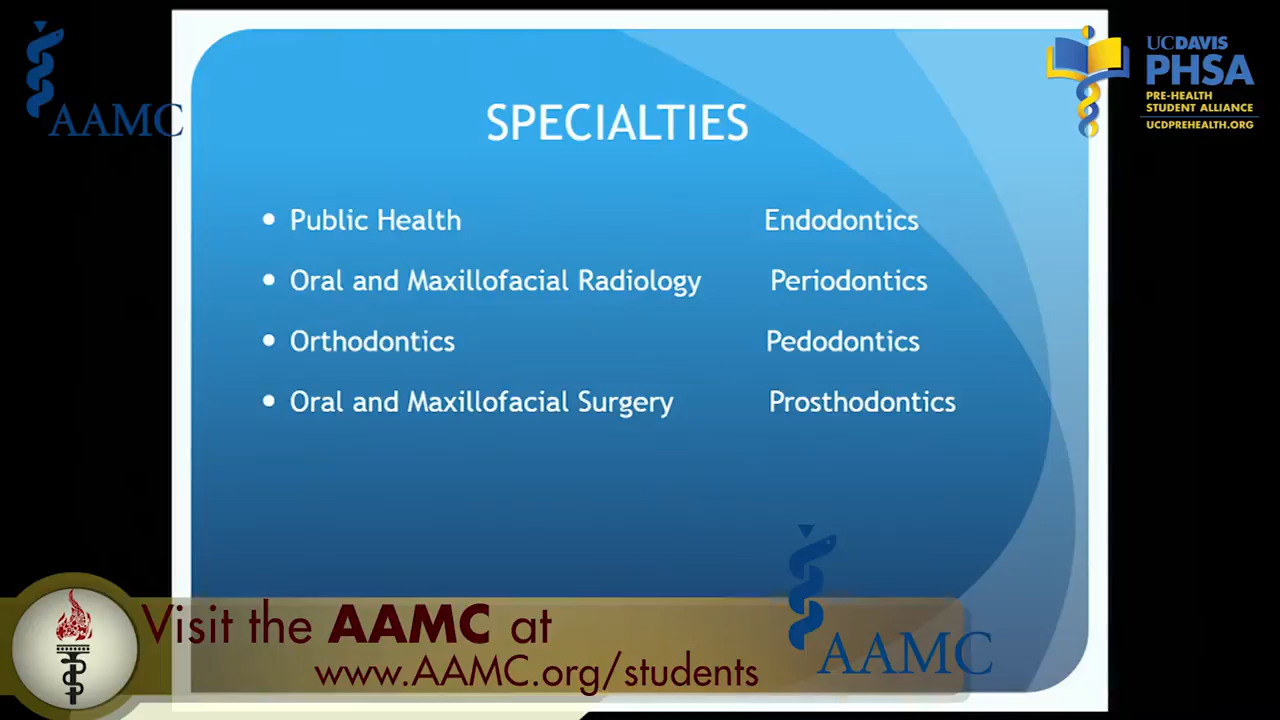 AAMC
UCDAVIS
PHSA
PRE-HEALTH
STUDENT ALLIANCE
UCDPREHEALTH.ORG
SPECIALTIES
• Public Health Endodontics
• Oral and Maxillofacial Radiology Periodontics
• Orthodontics Pedodontics
• Oral and Maxillofacial Surgery Prosthodontics
Visit the AAMC at
www.AAMC.org/students
AAMC